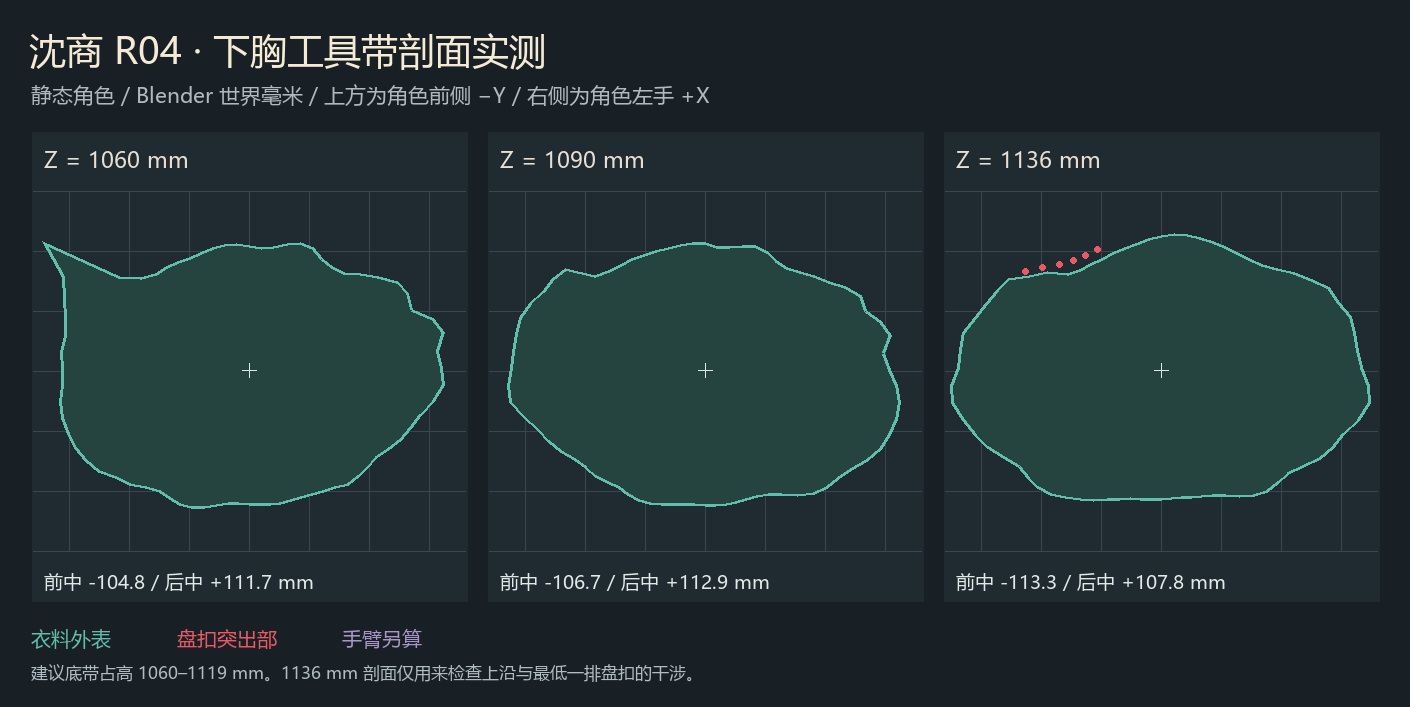 沈商 R04 · 下胸工具带剖面实测
静态角色 / Blender 世界毫米 / 上方为角色前侧 −Y / 右侧为角色左手 +X
Z = 1060 mm
Z = 1090 mm
Z = 1136 mm
前中 -104.8 / 后中 +111.7 mm
前中 -106.7 / 后中 +112.9 mm
前中 -113.3 / 后中 +107.8 mm
衣料外表
盘扣突出部
手臂另算
建议底带占高 1060–1119 mm。1136 mm 剖面仅用来检查上沿与最低一排盘扣的干涉。